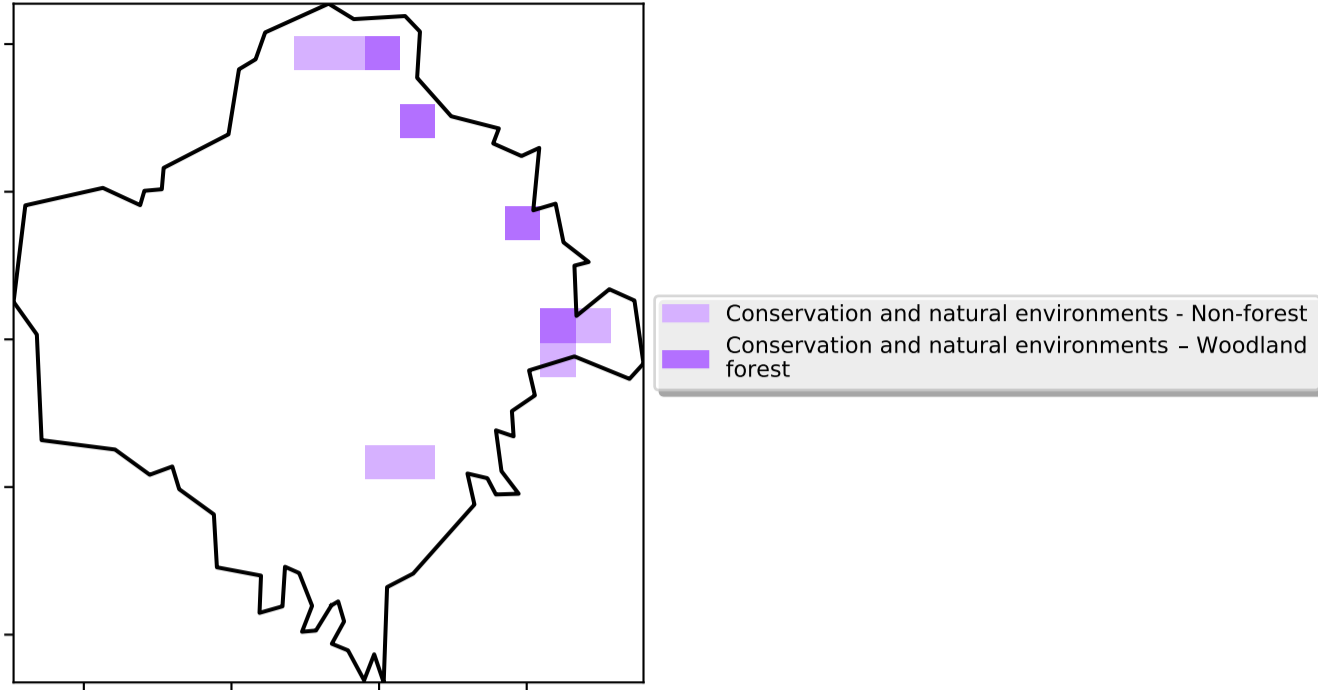 Conservation and natural environments - Non-forest
Conservation and natural environments – Woodland
forest